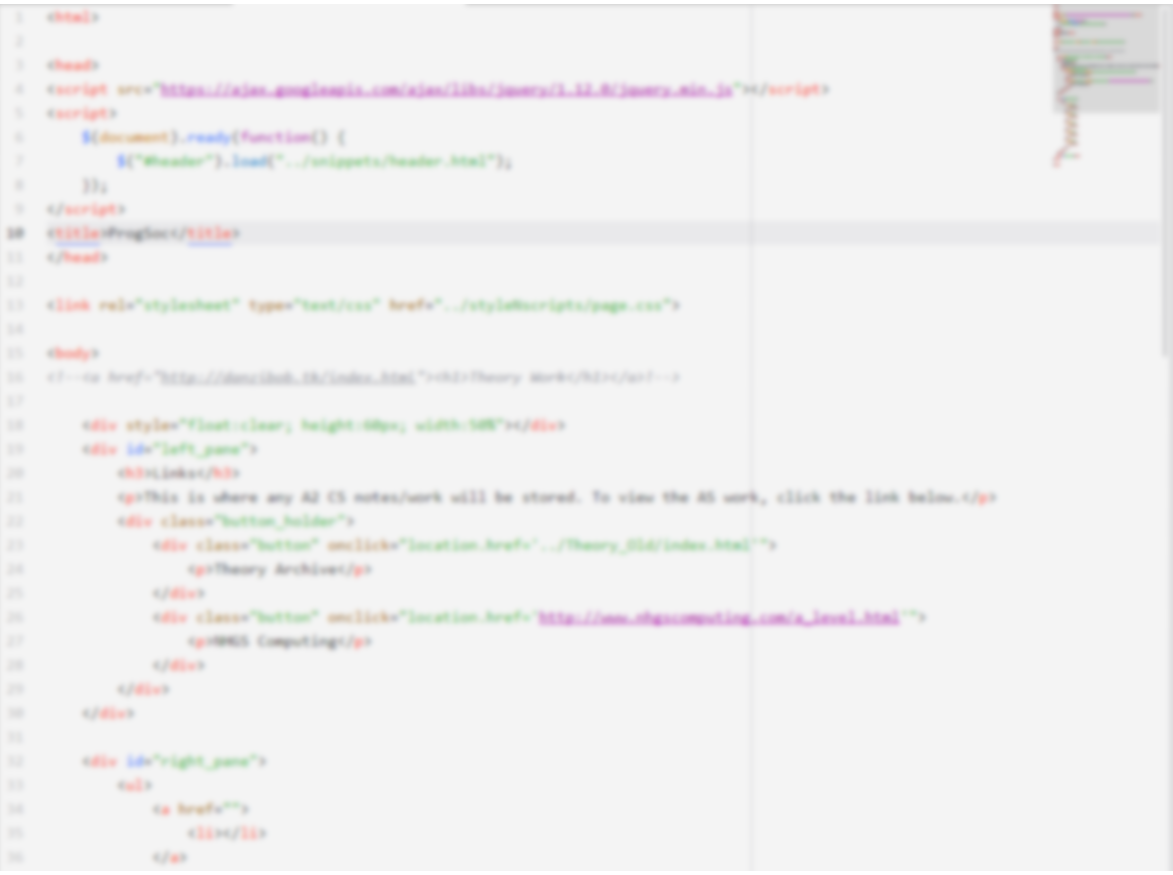 1 <html>
2
3 <head>
4 <script src="https://ajax.googleapis.com/ajax/libs/jquery/1.12.0/jquery.min.js"></script>
5 <script>
6 $(document).ready(function() {
7 $("#header").load("../snippets/header.html");
8 });
9 </script>
10 <title>ProgSoc</title>
11 </head>
12
13 <link rel="stylesheet" type="text/css" href="../styleNscripts/page.css">
14
15 <body>
16 <!--<a href="http://danzibob.tk/index.html"><h1>Theory Work</h1></a>!-->
17
18 <div style="float:clear; height:60px; width:50%"></div>
19 <div id="left_pane">
20 <h3>Links</h3>
21 <p>This is where any A2 CS notes/work will be stored. To view the AS work, click the link below.</p>
22 <div class="button_holder">
23 <div class="button" onclick="location.href='../Theory_Old/index.html'">
24 <p>Theory Archive</p>
25 </div>
26 <div class="button" onclick="location.href='http://www.nhgscomputing.com/a_level.html'">
27 <p>NHGS Computing</p>
28 </div>
29 </div>
30 </div>
31
32 <div id="right_pane">
33 <ul>
34 <a href="">
35 <li></li>
36 </a>